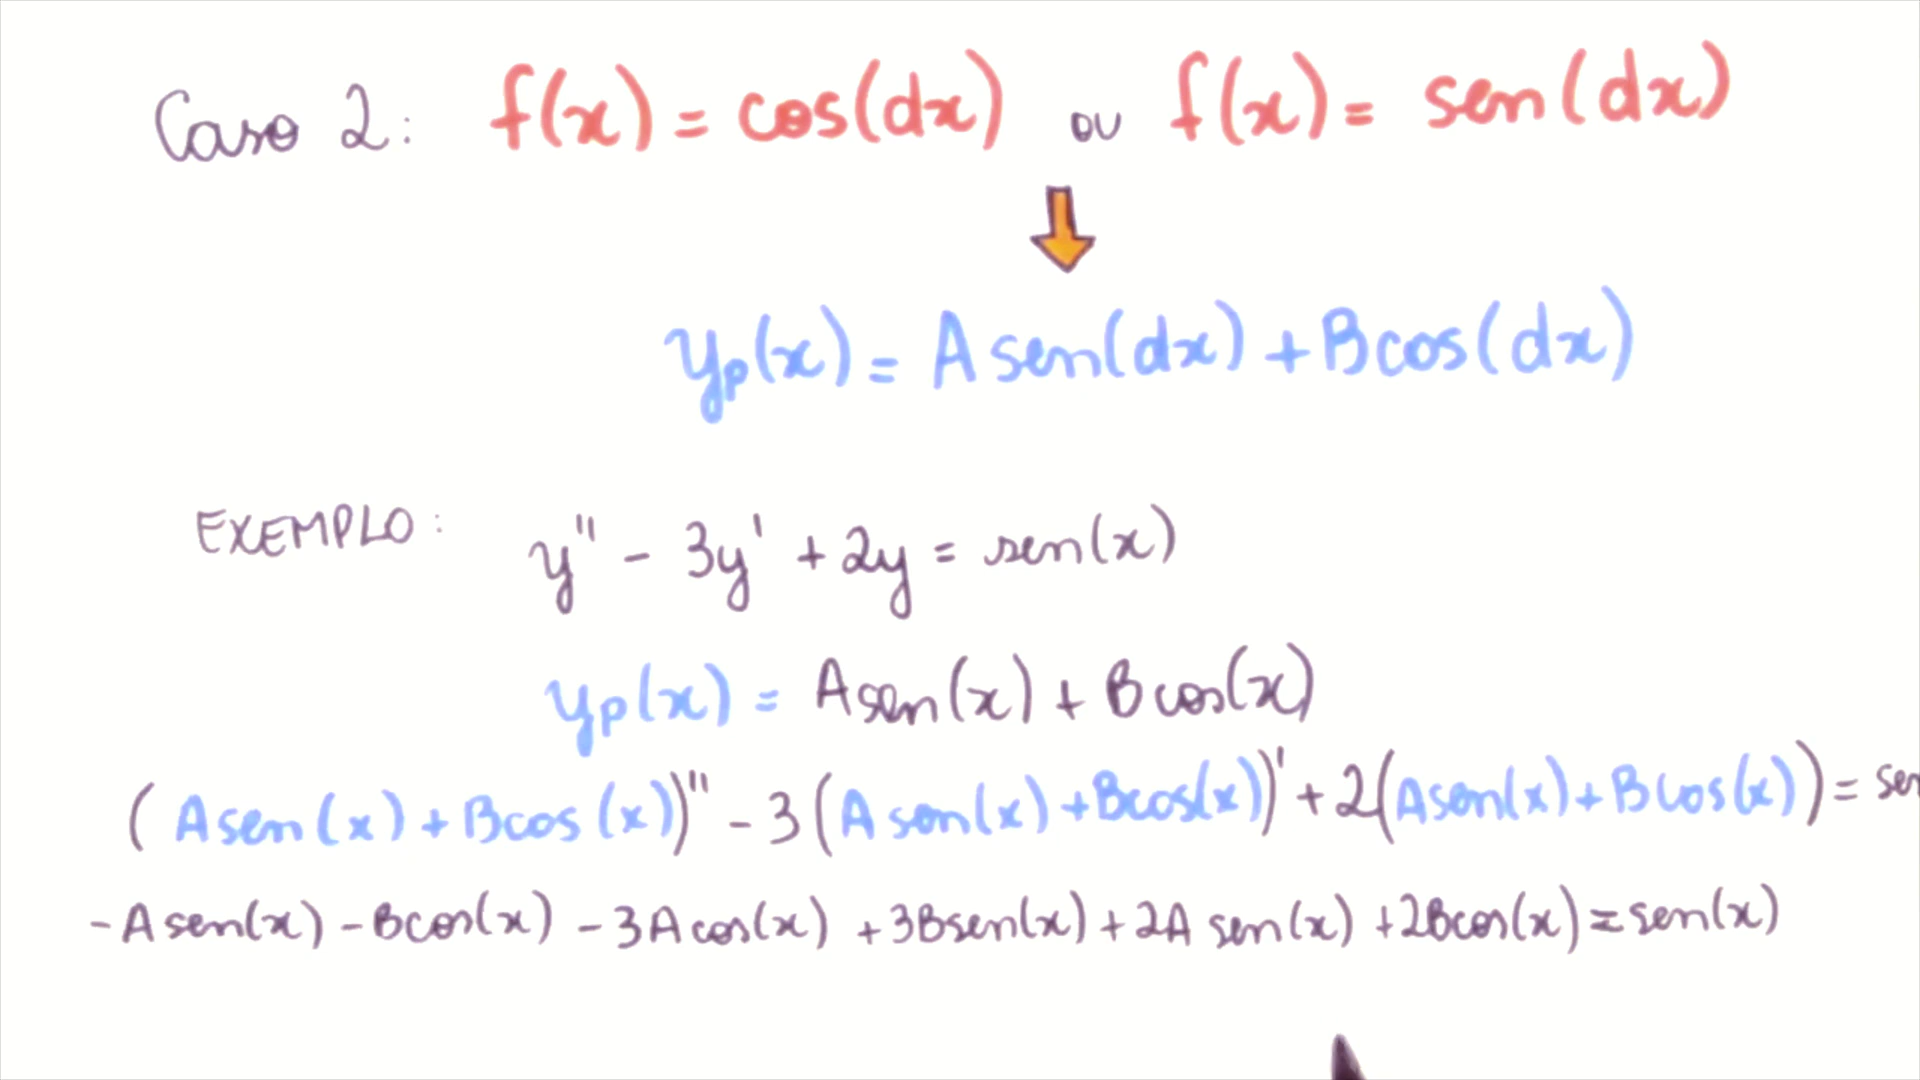 Caso 2: f(x) = cos(dx) ou f(x) = sen(dx)
yp(x) = A sen(dx) + B cos(dx)
EXEMPLO: y'' - 3y' + 2y = sen(x)
yp(x) = A sen(x) + B cos(x)
(A sen(x) + B cos(x))'' - 3(A sen(x) + B cos(x))' + 2(A sen(x) + B cos(x)) = sen
- A sen(x) - B cos(x) - 3A cos(x) + 3B sen(x) + 2A sen(x) + 2B cos(x) = sen(x)